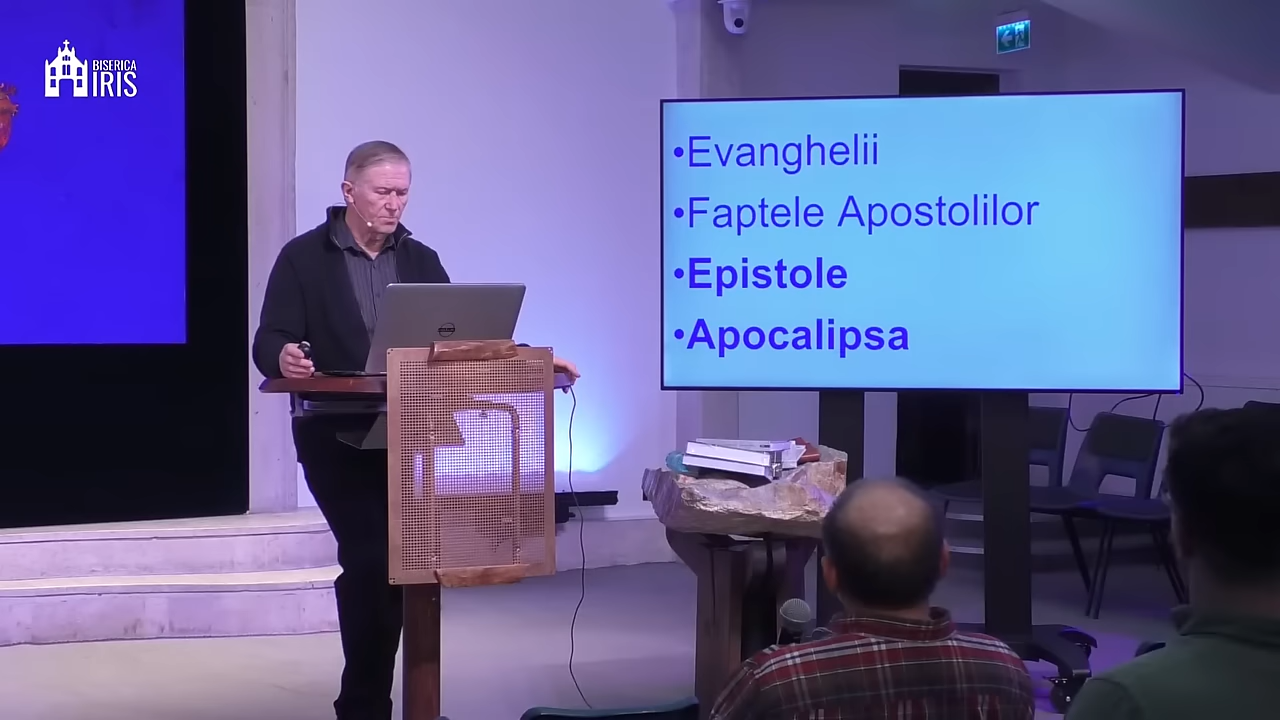 BISERICA
IRIS
•Evanghelii
•Faptele Apostolilor
•Epistole
•Apocalipsa